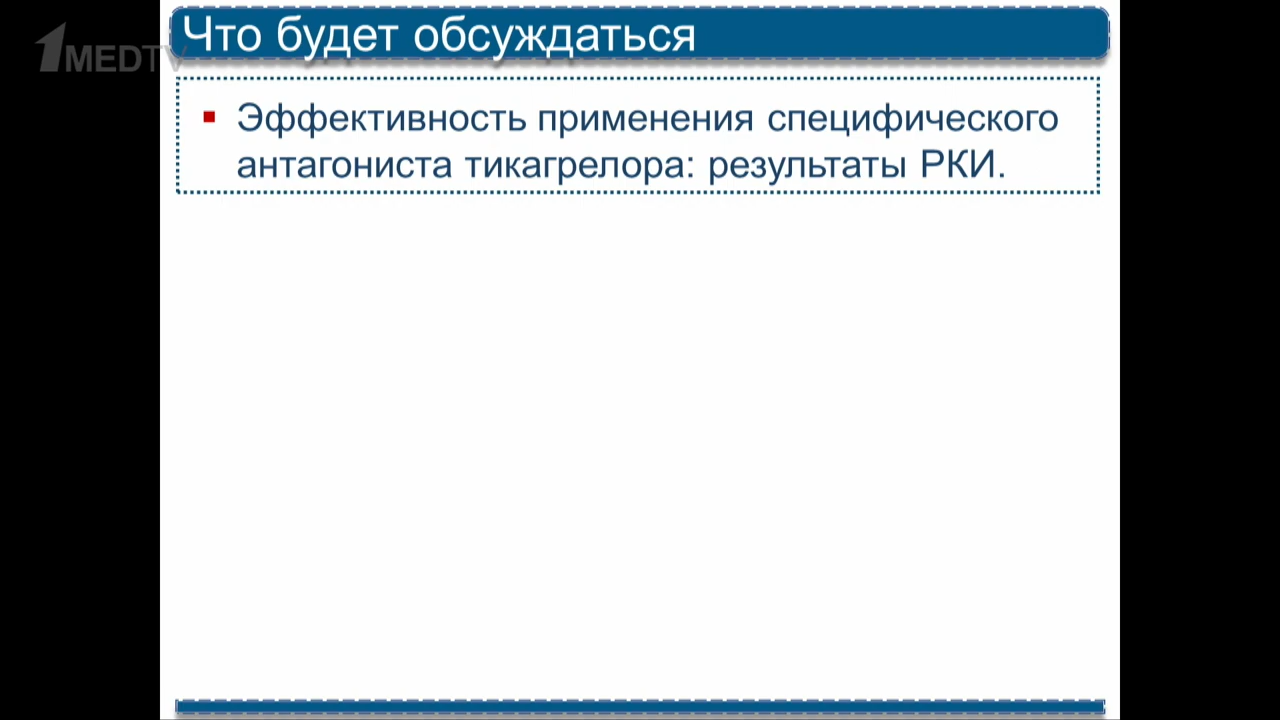 Что будет обсуждаться
1MEDTV
Эффективность применения специфического
антагониста тикагрелора: результаты РКИ.